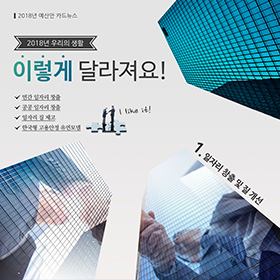 2018년 예산안 카드뉴스
2018년 우리의 생활
이렇게 달라져요!
민간 일자리 창출
공공 일자리 창출
일자리 질 제고
한국형 고용안정 유연모델
I like it!
1. 일자리 창출 및 질 개선